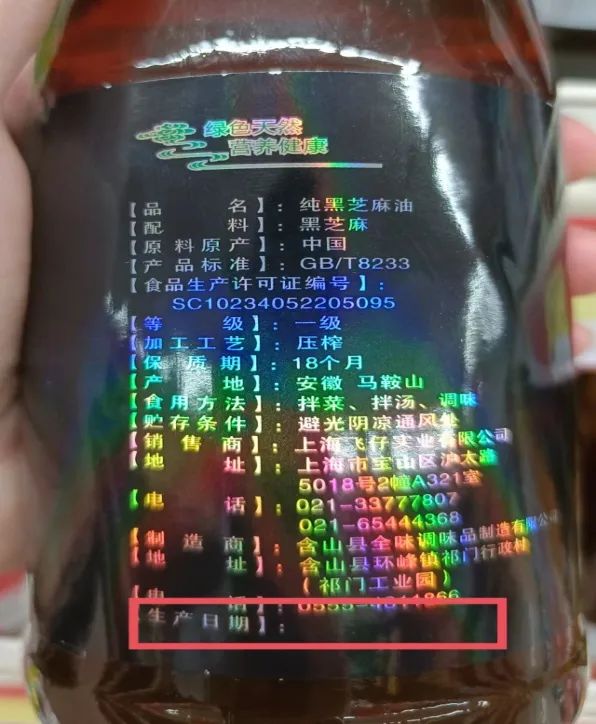 绿色天然
营养健康
【品名】：纯黑芝麻油
【配料】：黑芝麻
【原料原产】：中国
【产品标准】：GB/T8233
【食品生产许可证编号】：
SC10234052205095
【等级】：一级
【加工工艺】：压榨
【保质期】：18个月
【产地】：安徽 马鞍山
【食用方法】：拌菜、拌汤、调味
【贮存条件】：避光阴凉通风处
【销售商】：上海飞仔实业有限公司
【地址】：上海市宝山区沪太路
5018号2幢A321室
【电话】：021-33777807
021-65444368
【制造商】：含山县全味调味品制造有限公司
【地址】：含山县环峰镇祁门行政村
（祁门工业园）
【电话】：0555-
【生产日期】：